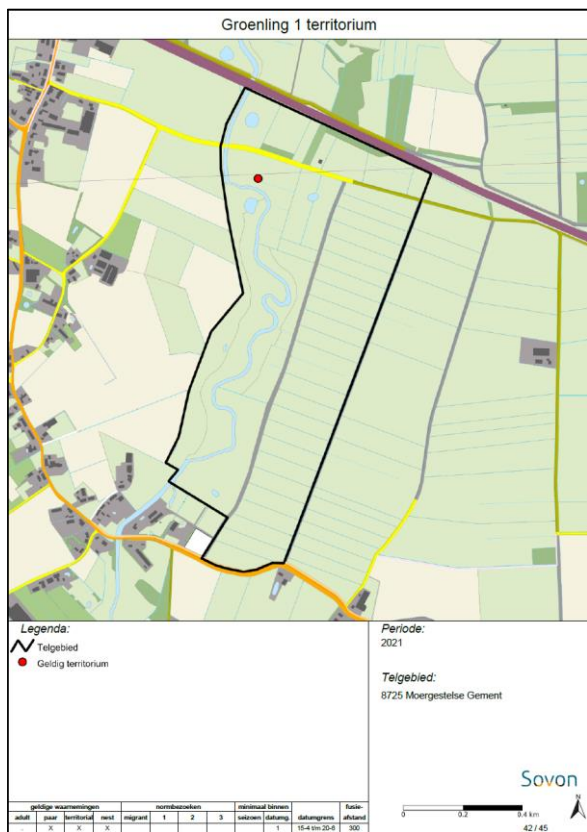 Groenling 1 territorium
Legenda:
Telgebied
Geldig territorium
Periode:
2021
Telgebied:
8725 Moergestelse Gement
Sovon
0 0.2 0.4 km
N
42 / 45
geldige waarnemingen normbezoeken minimaal binnen fusie-
adult paar territorial nest migrant 1 2 3 seizoen datumg. datumgrens afstand
. X X X 1 15-4 t/m 20-6 300